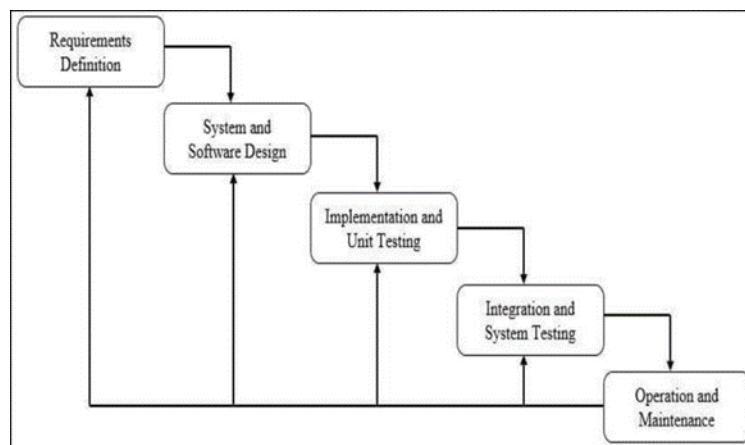 Requirements
Definition
System and
Software Design
Implementation and
Unit Testing
Integration and
System Testing
Operation and
Maintenance